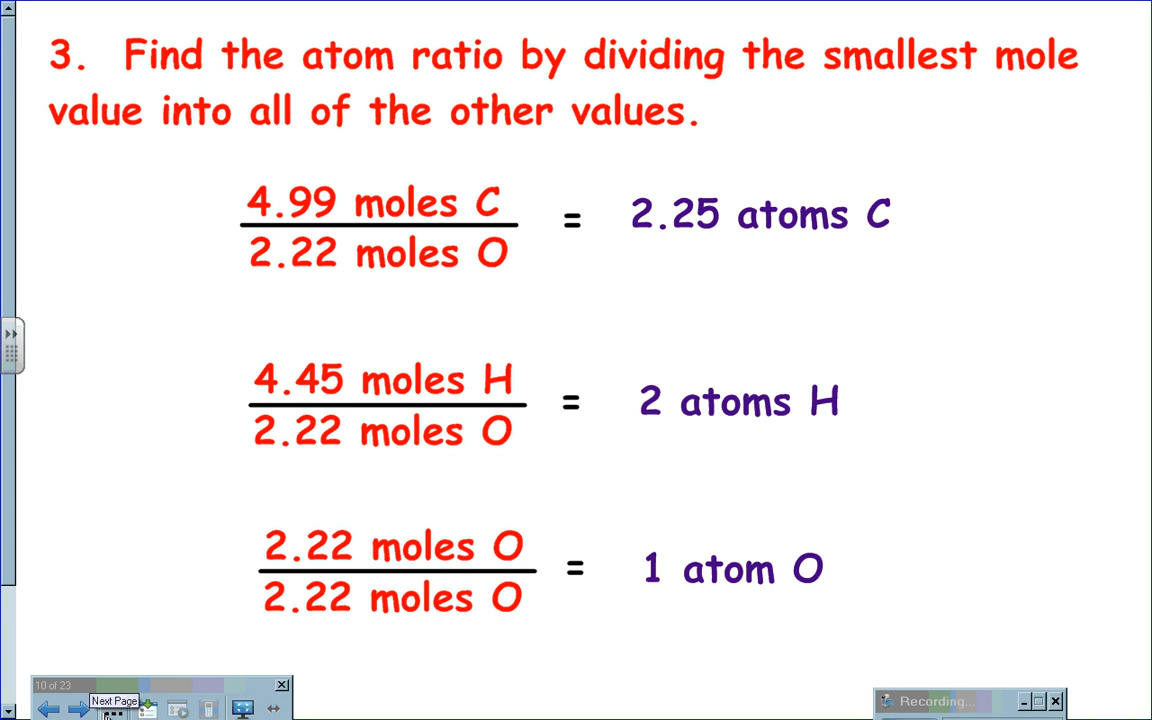 3. Find the atom ratio by dividing the smallest mole
value into all of the other values.
4.99 moles C
2.22 moles O
= 2.25 atoms C
4.45 moles H
2.22 moles O
= 2 atoms H
2.22 moles O
2.22 moles O
= 1 atom O
10 of 23
Next Page
Recording...